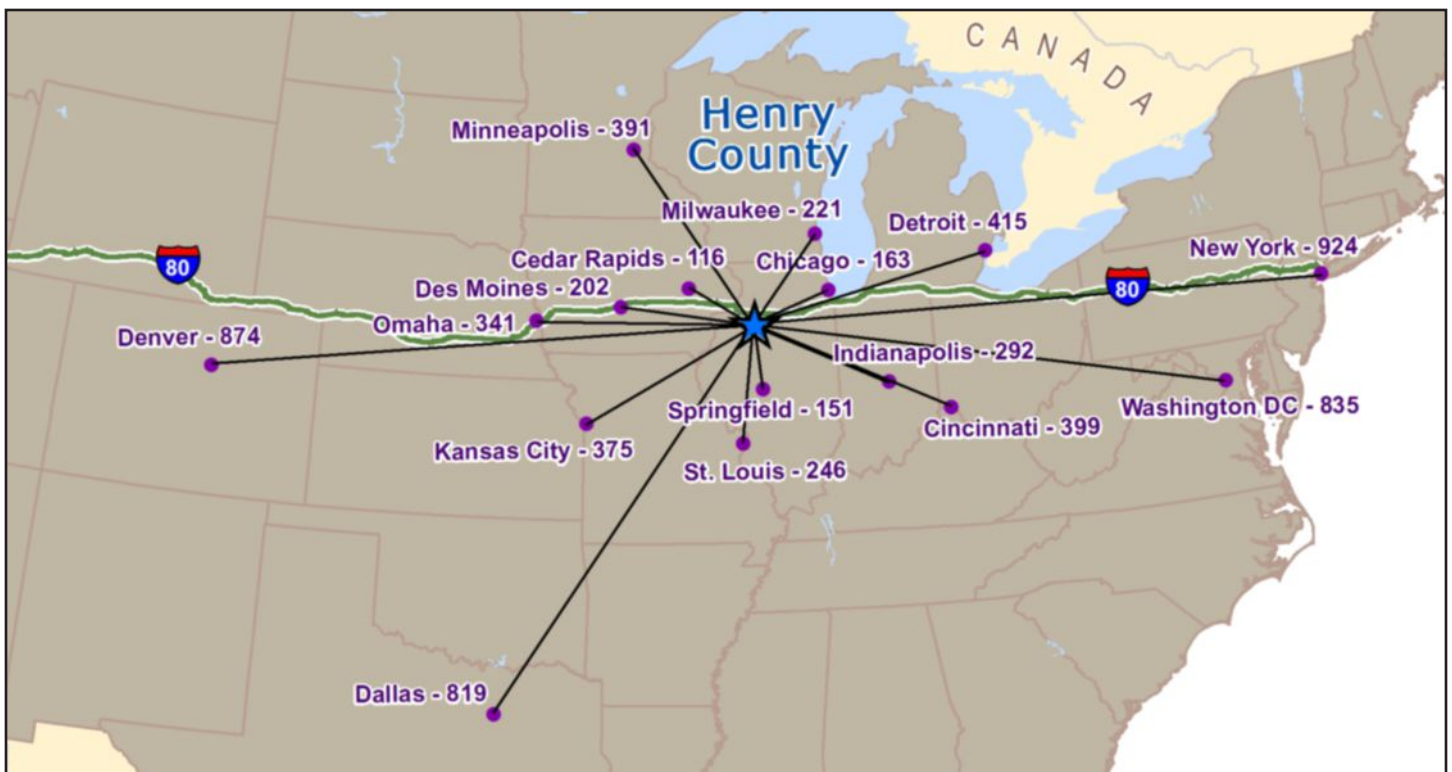 CANADA
Henry
County
Minneapolis - 391
Milwaukee - 221
Detroit - 415
New York - 924
Cedar Rapids - 116
Chicago - 163
80
80
Des Moines - 202
Omaha - 341
Denver - 874
Indianapolis - 292
Springfield - 151
Washington DC - 835
Cincinnati - 399
Kansas City - 375
St. Louis - 246
Dallas - 819